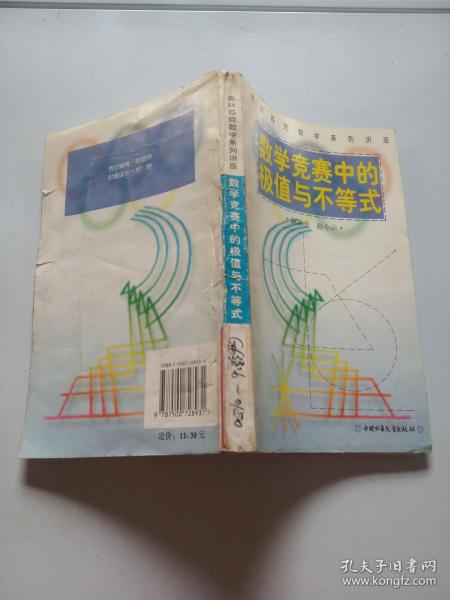 奥林匹克数学系列讲座
数学竞赛中的
极值与不等式
赵小云
中国少年儿童出版社
奥林匹克数学系列讲座
数学竞赛中的极值与不等式
9787500728931
定价：11.30元
孔夫子旧书网
www.kongfz.com